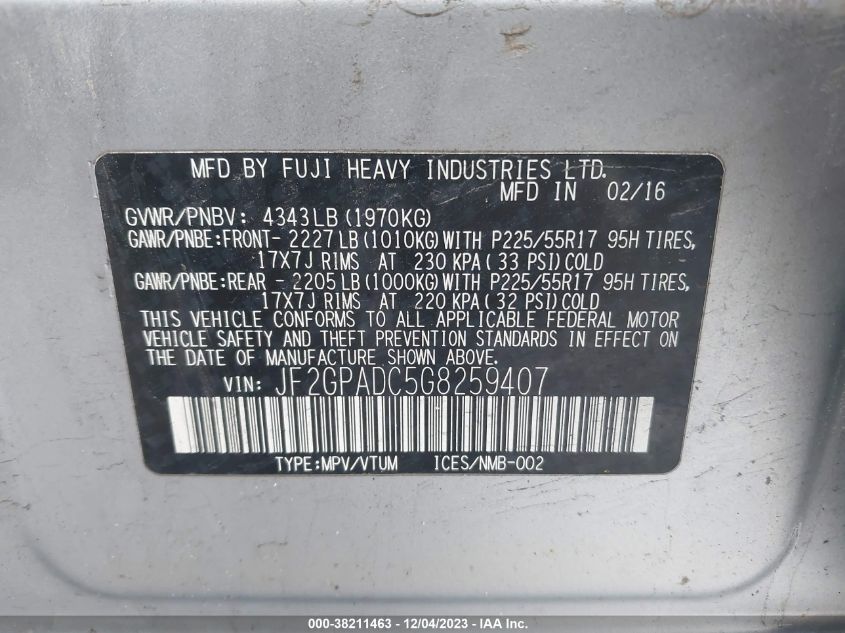 MFD BY FUJI HEAVY INDUSTRIES LTD.
MFD IN 02/16
GVWR/PNBV: 4343LB (1970KG)
GAWR/PNBE:FRONT- 2227LB (1010KG) WITH P225/55R17 95H TIRES,
17X7J RIMS AT 230 KPA( 33 PSI) COLD
GAWR/PNBE:REAR - 2205 LB (1000KG) WITH P225/55R17 95H TIRES,
17X7J RIMS AT 220 KPA( 32 PSI) COLD
THIS VEHICLE CONFORMS TO ALL APPLICABLE FEDERAL MOTOR
VEHICLE SAFETY AND THEFT PREVENTION STANDARDS IN EFFECT ON
THE DATE OF MANUFACTURE SHOWN ABOVE.
VIN: JF2GPADC5G8259407
TYPE:MPV/VTUM ICES/NMB-002
000-38211463 - 12/04/2023 - IAA Inc.